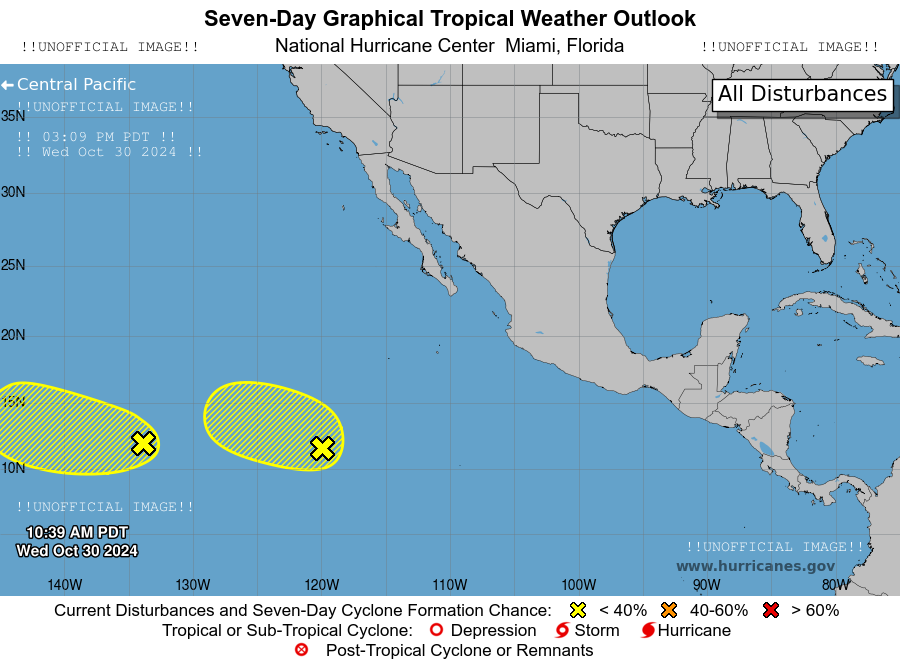 Seven-Day Graphical Tropical Weather Outlook
!!UNOFFICIAL IMAGE!! National Hurricane Center Miami, Florida !!UNOFFICIAL IMAGE!!
Central Pacific
All Disturbances
!!UNOFFICIAL IMAGE!!
35N
!! 03:09 PM PDT !!
!! Wed Oct 30 2024 !!
30N
25N
20N
15N
10N
!!UNOFFICIAL IMAGE!!
10:39 AM PDT
Wed Oct 30 2024
!!UNOFFICIAL IMAGE!!
www.hurricanes.gov
140W 130W 120W 110W 100W 90W 80W
Current Disturbances and Seven-Day Cyclone Formation Chance: < 40% 40-60% > 60%
Tropical or Sub-Tropical Cyclone: Depression Storm Hurricane
Post-Tropical Cyclone or Remnants